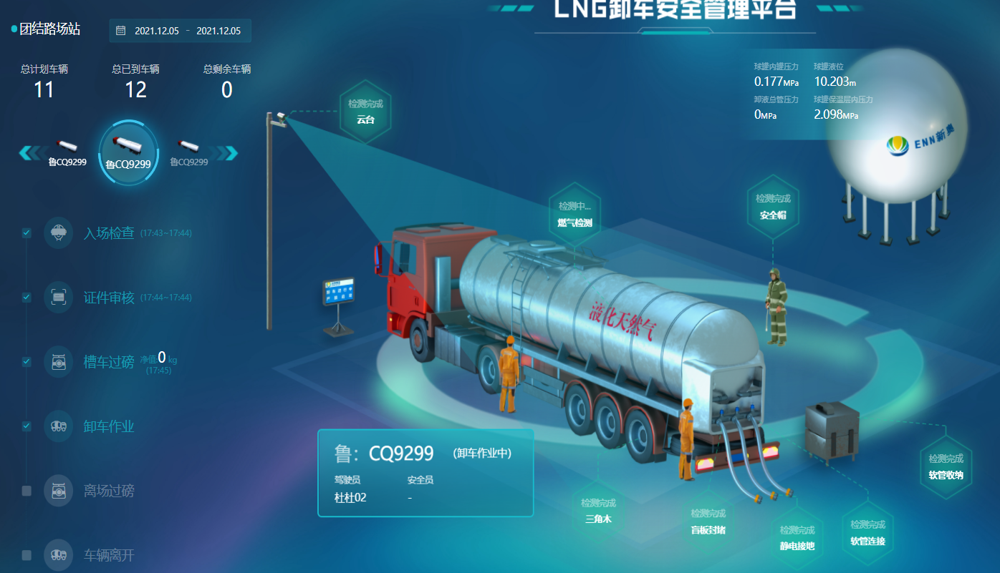 LNG卸车安全管理平台
团结路场站
2021.12.05 - 2021.12.05
总计划车辆 总已到车辆 总剩余车辆
11 12 0
鲁CQ9299 鲁CQ9299 鲁CQ9299
入场检查 (17:43~17:44)
证件审核 (17:44~17:44)
槽车过磅 净值0kg
(17:45)
卸车作业
离场过磅
车辆离开
检测完成
云台
检测中...
燃气检测
检测完成
安全帽
球罐内罐压力 球罐液位
0.177MPa 10.203m
卸液总管压力 球罐保温层内压力
0MPa 2.098MPa
ENN新奥
液化天然气
鲁: CQ9299 (卸车作业中)
驾驶员 安全员
杜杜02 -
检测完成
三角木
检测完成
盲板封堵
检测完成
静电接地
检测完成
软管连接
检测完成
软管收纳